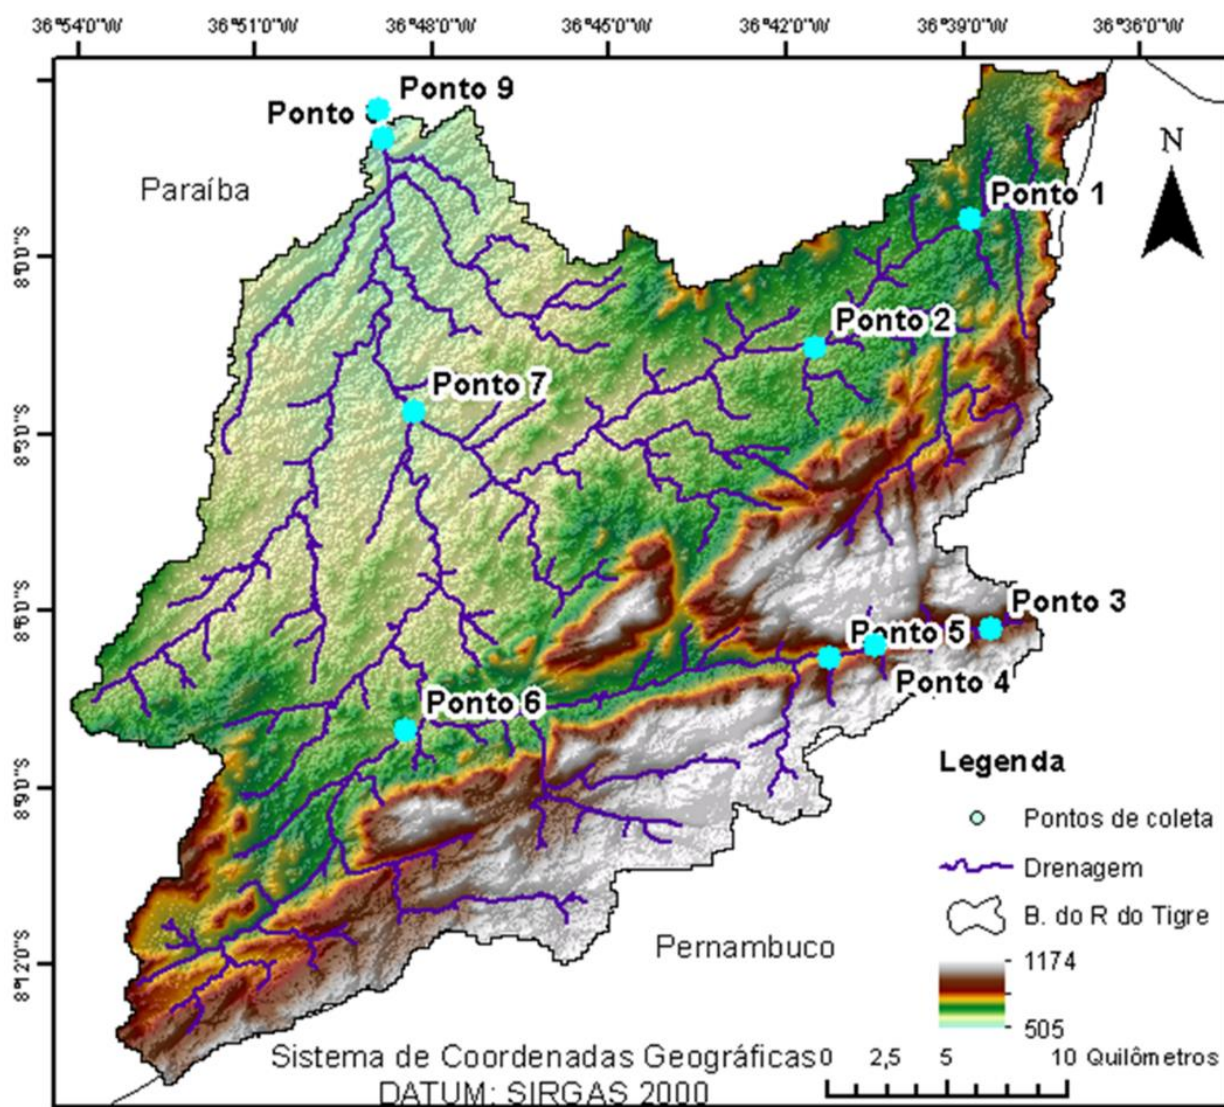 36°54'0"W 36°51'0"W 36°48'0"W 36°45'0"W 36°42'0"W 36°39'0"W 36°36'0"W
Ponto 9
Ponto
Paraíba
N
Ponto 1
8°0'0"S
Ponto 2
Ponto 7
8°3'0"S
8°6'0"S
Ponto 3
Ponto 5
Ponto 4
Ponto 6
8°9'0"S
Legenda
Pontos de coleta
Drenagem
B. do R do Tigre
1174
505
Pernambuco
8°12'0"S
Sistema de Coordenadas Geográficas
DATUM: SIRGAS 2000
0 2,5 5 10 Quilômetros